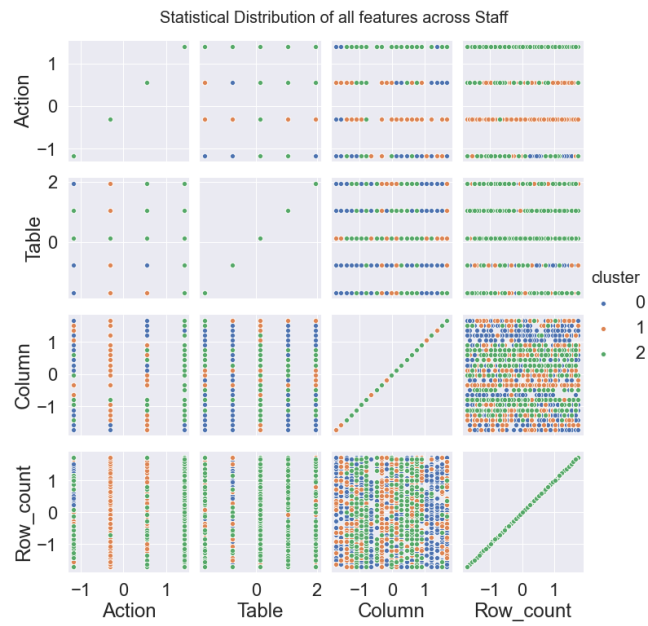 Statistical Distribution of all features across Staff
Action
1
0
−1
Table
2
0
cluster
0
1
2
Column
1
0
−1
Row_count
1
0
−1
−1 0 1 0 2 −1 0 1 −1 0 1
Action Table Column Row_count